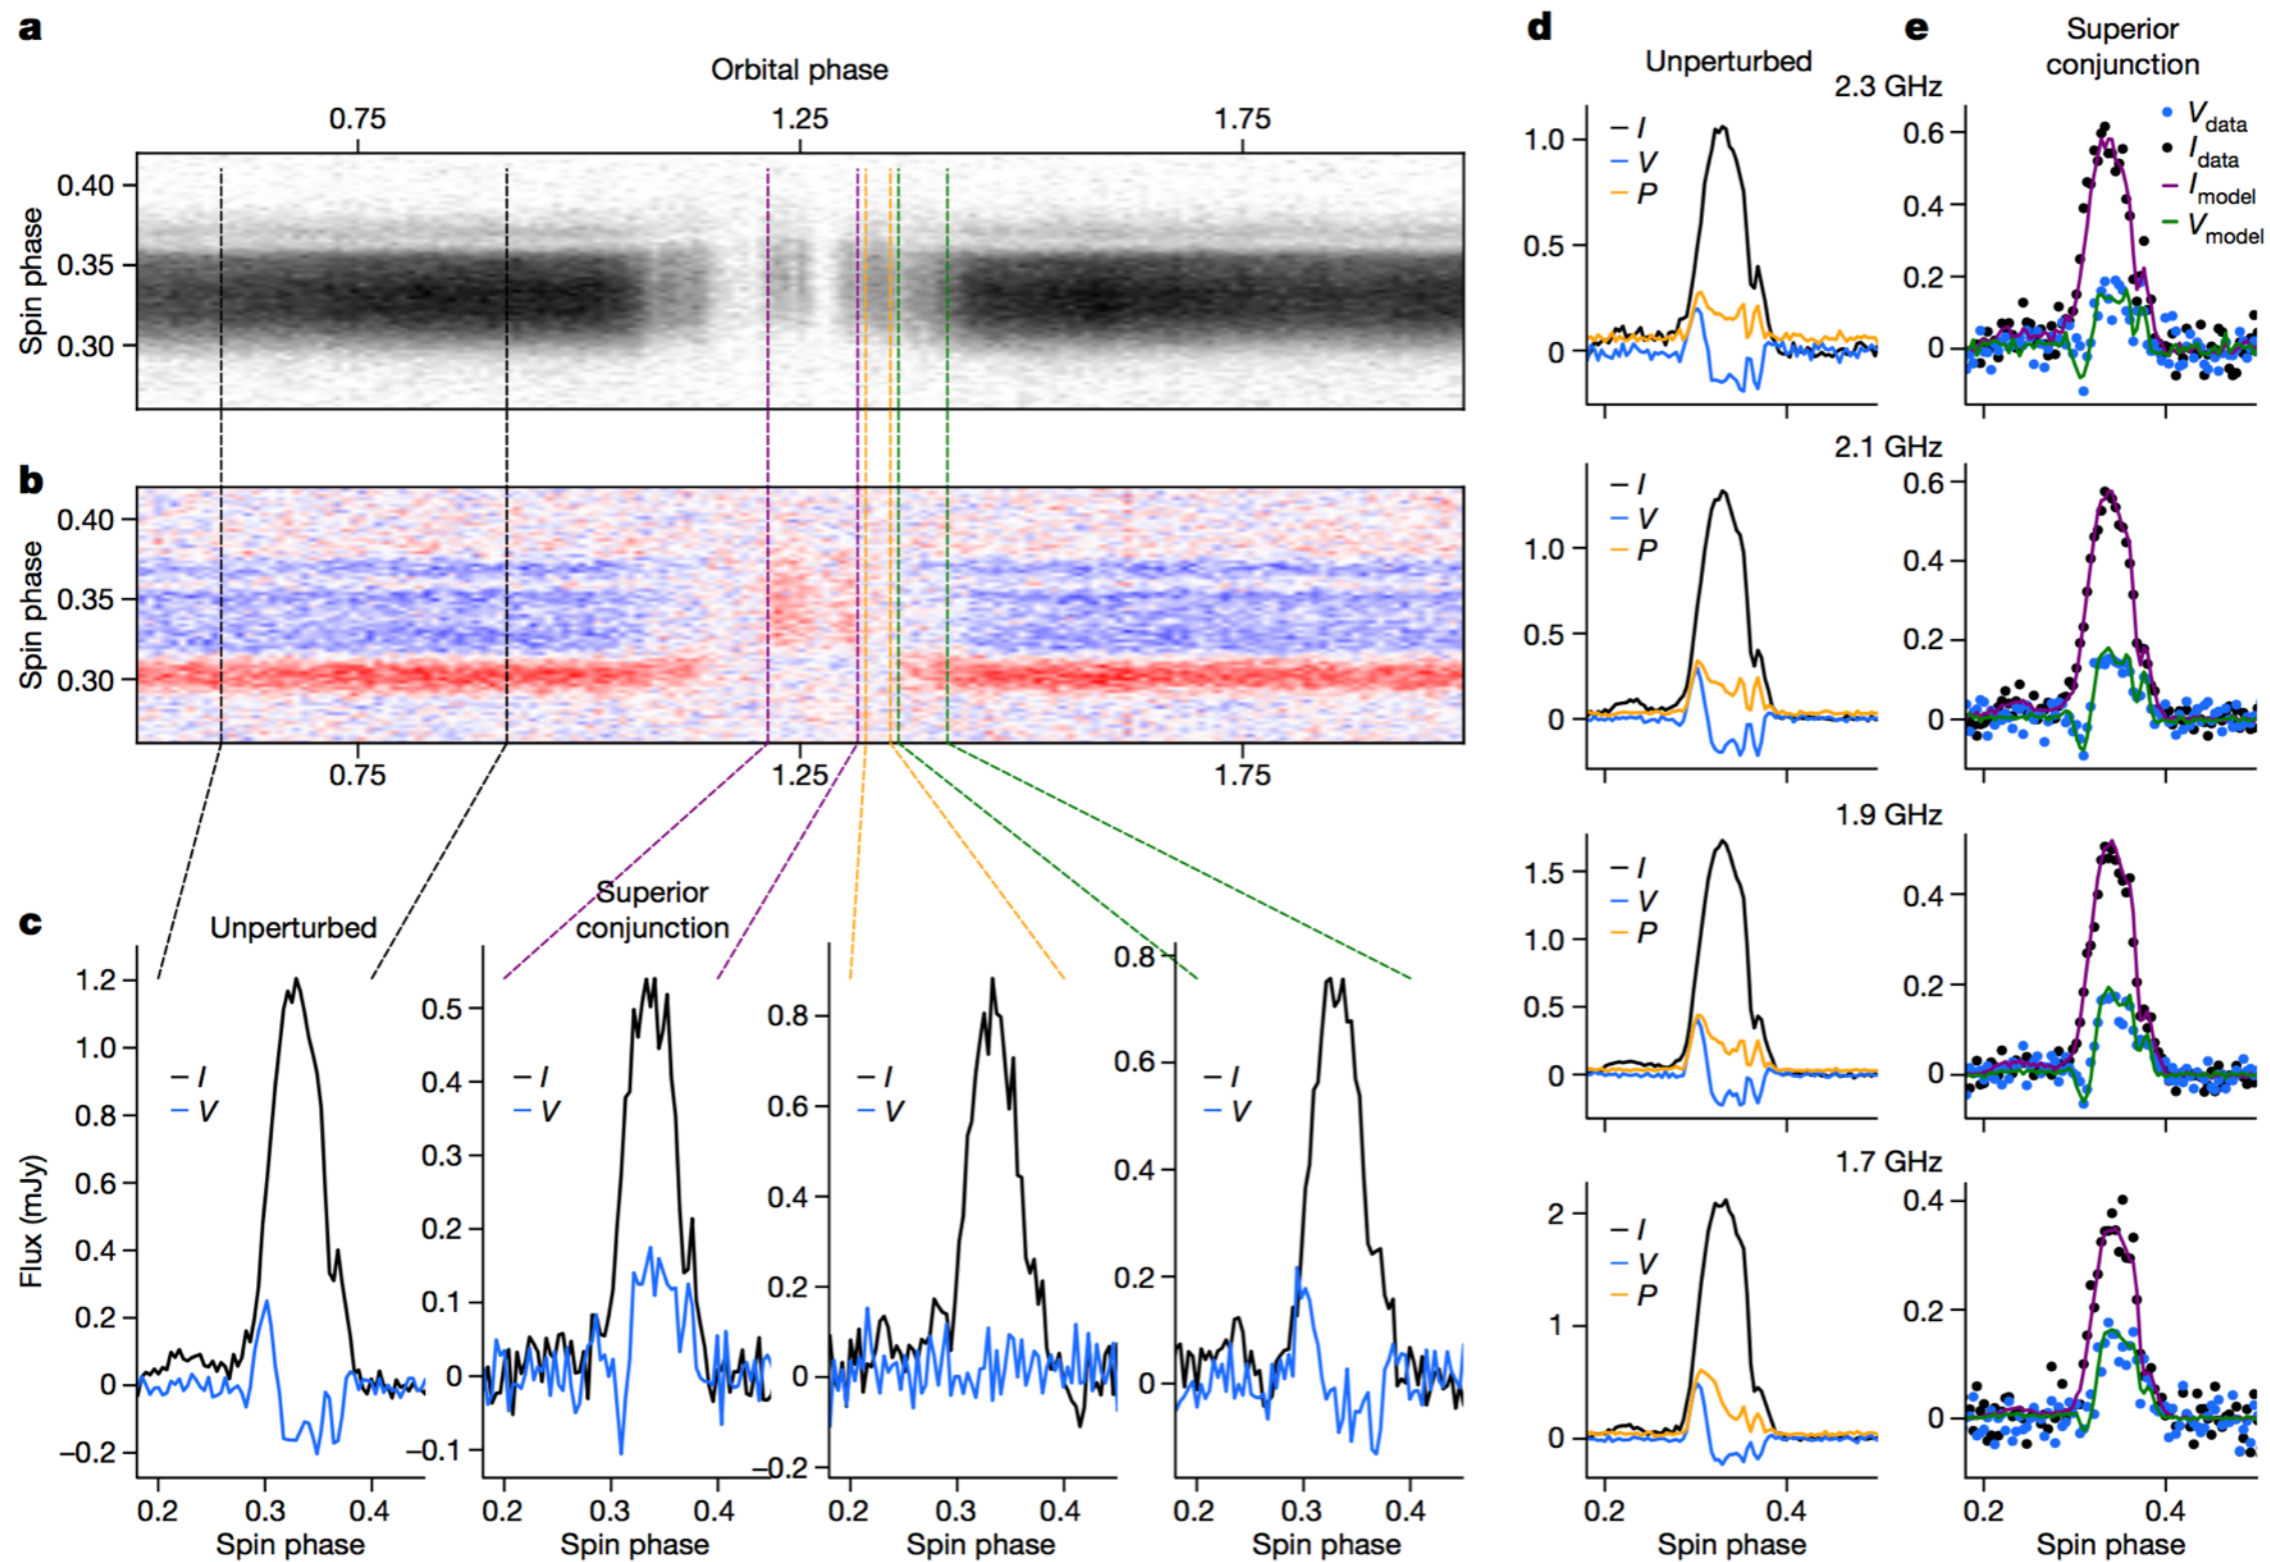 a
Orbital phase
0.75 1.25 1.75
Spin phase
0.40
0.35
0.30
b
Spin phase
0.40
0.35
0.30
0.75 1.25 1.75
c
Flux (mJy)
Unperturbed
1.2
1.0
0.8
0.6
0.4
0.2
0
–0.2
I
V
0.2 0.3 0.4
Spin phase
Superior
conjunction
0.5
0.4
0.3
0.2
0.1
0
–0.1
I
V
0.2 0.3 0.4
Spin phase
0.8
0.6
0.4
0.2
0
–0.2
I
V
0.2 0.3 0.4
Spin phase
0.8
0.6
0.4
0.2
0
I
V
0.2 0.3 0.4
Spin phase
d
Unperturbed
e
Superior
conjunction
2.3 GHz
1.0
0.5
0
I
V
P
0.6
0.4
0.2
0
Vdata
Idata
Imodel
Vmodel
2.1 GHz
1.0
0.5
0
I
V
P
0.6
0.4
0.2
0
1.9 GHz
1.5
1.0
0.5
0
I
V
P
0.4
0.2
0
1.7 GHz
2
1
0
I
V
P
0.4
0.2
0
0.2 0.4
Spin phase
0.2 0.4
Spin phase